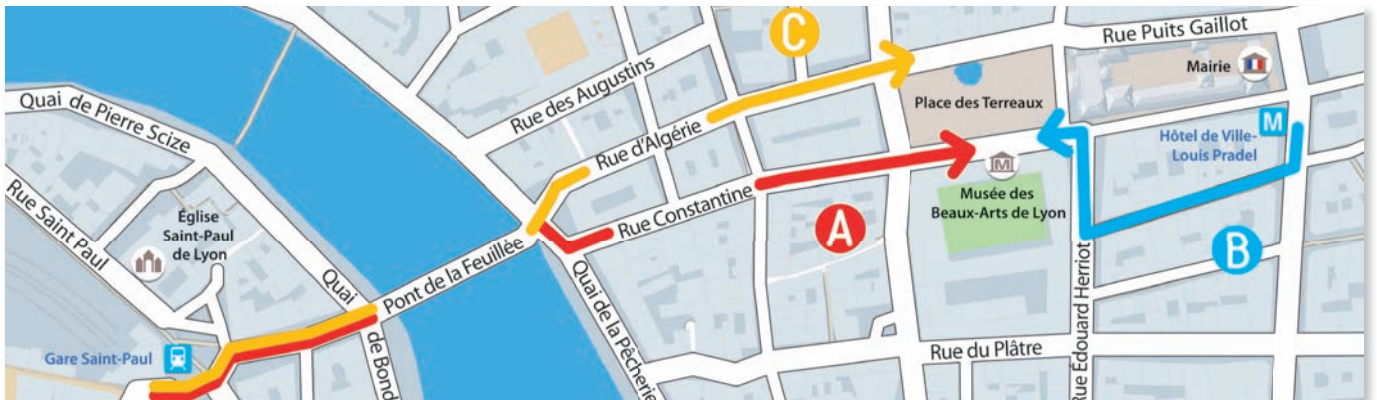 C
Rue Puits Gaillot
Mairie
Quai de Pierre Scize
Rue des Augustins
Place des Terreaux
Rue d'Algérie
M
Hôtel de Ville-
Louis Pradel
M
Rue Saint Paul
Église
Saint-Paul
de Lyon
Rue Constantine
Musée des
Beaux-Arts de Lyon
A
B
Pont de la Feuillée
Quai de Bond
Quai de la Pêcherie
Rue Édouard Herriot
Gare Saint-Paul
Rue du Plâtre